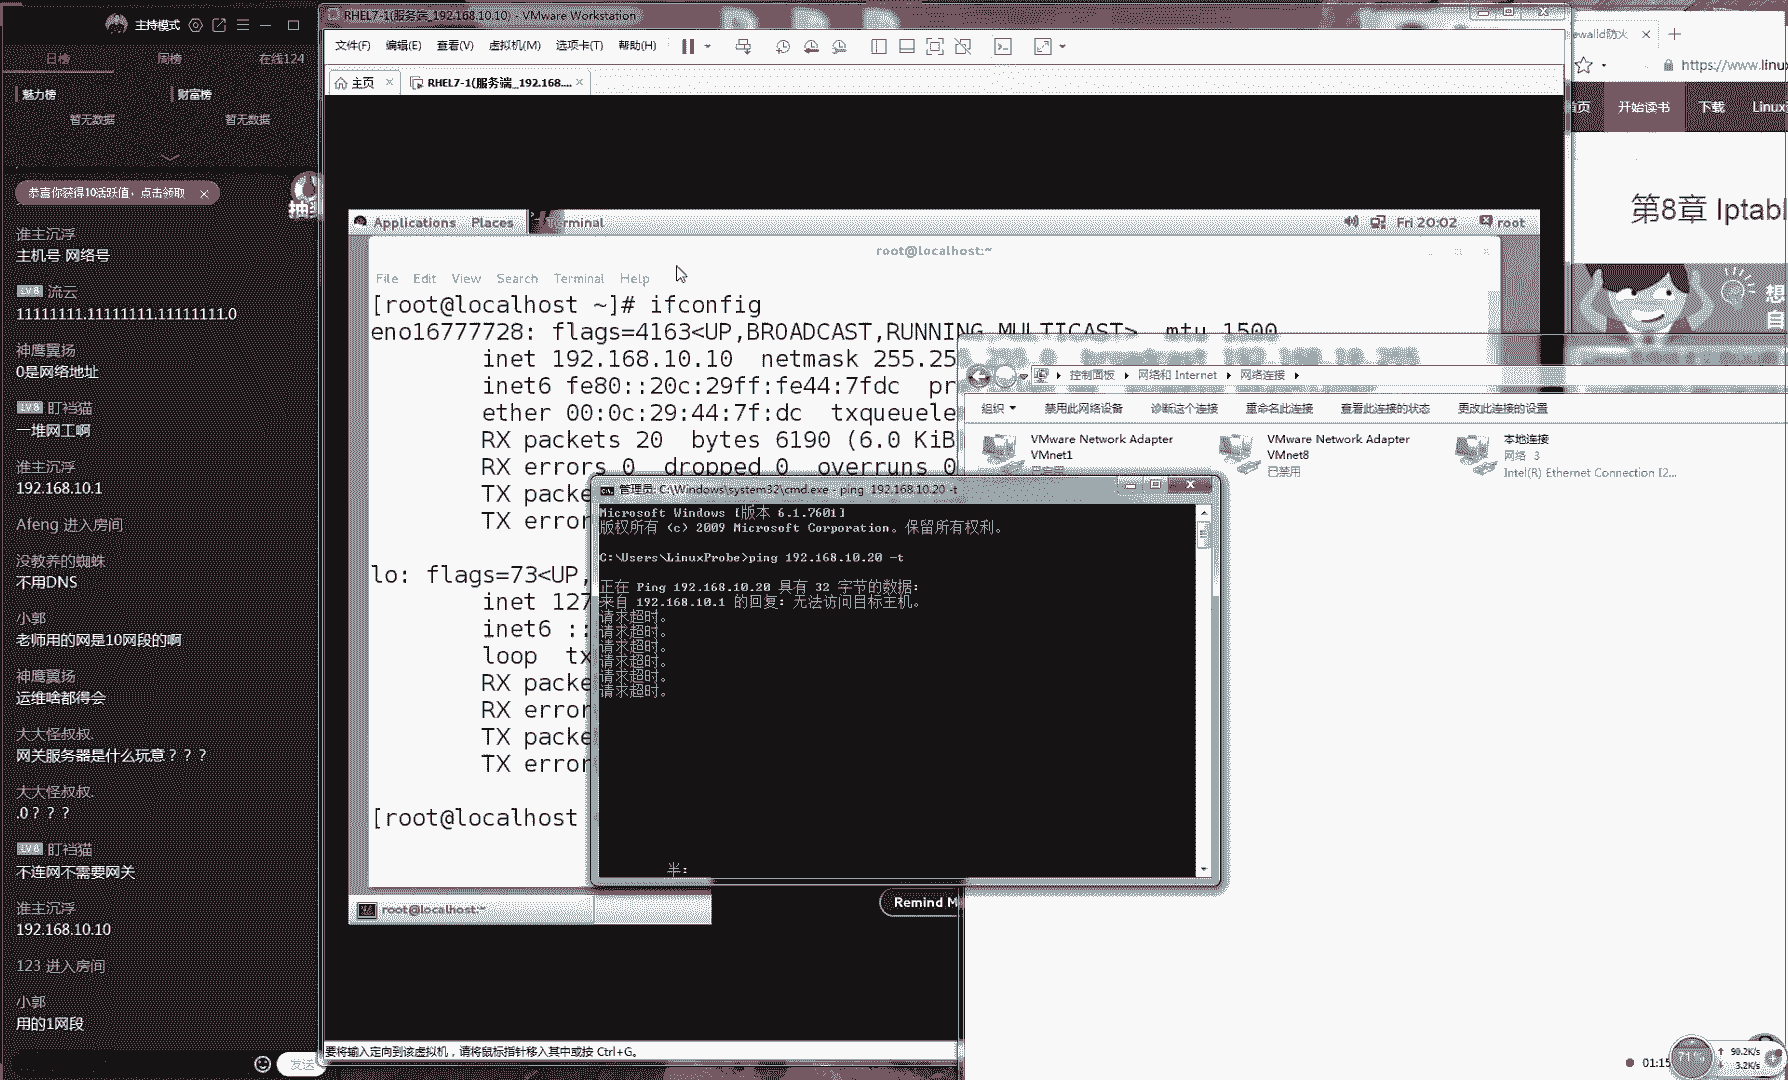 主持模式
日榜 周榜 在线124
魅力榜 财富榜
暂无数据 暂无数据
恭喜你获得10活跃值，点击领取
谁主沉浮
主机号 网络号
LV8 流云
11111111.11111111.11111111.0
神鹰翼扬
0是网络地址
LV8 盯裆猫
一堆网工啊
谁主沉浮
192.168.10.1
Afeng 进入房间
没教养的蜘蛛
不用DNS
小郭
老师用的网是10网段的啊
神鹰翼扬
运维啥都得会
大大怪叔叔.
网关服务器是什么玩意？？？
大大怪叔叔.
.0？？？
LV8 盯裆猫
不连网不需要网关
谁主沉浮
192.168.10.10
123 进入房间
小郭
用的1网段
发送
RHEL7-1(服务端_192.168.10.10) - VMware Workstation
文件(F) 编辑(E) 查看(V) 虚拟机(M) 选项卡(T) 帮助(H)
主页 RHEL7-1(服务端_192.168....
Applications Places Terminal Fri 20:02 root
root@localhost:~
File Edit View Search Terminal Help
[root@localhost ~]# ifconfig
eno16777728: flags=4163<UP,BROADCAST,RUNNING,MULTICAST> mtu 1500
inet 192.168.10.10 netmask 255.255.255.0 broadcast 192.168.10.255
inet6 fe80::20c:29ff:fe44:7fdc pr
ether 00:0c:29:44:7f:dc txqueuele
RX packets 20 bytes 6190 (6.0 KiB
RX errors 0 dropped 0 overruns 0
TX packe
TX error
lo: flags=73<UP,
inet 127
inet6 ::
loop tx
RX packe
RX error
TX packe
TX error
[root@localhost
root@localhost:~
Remind M
要将输入定向到该虚拟机，请将鼠标指针移入其中或按 Ctrl+G。
管理员: C:\Windows\system32\cmd.exe - ping 192.168.10.20 -t
Microsoft Windows [版本 6.1.7601]
版权所有 (c) 2009 Microsoft Corporation。保留所有权利。
C:\Users\LinuxProbe>ping 192.168.10.20 -t
正在 Ping 192.168.10.20 具有 32 字节的数据:
来自 192.168.10.1 的回复: 无法访问目标主机。
请求超时。
请求超时。
请求超时。
请求超时。
请求超时。
请求超时。
半:
控制面板 网络和 Internet 网络连接
组织 禁用此网络设备 诊断这个连接 重命名此连接 查看此连接的状态 更改此连接的设置
VMware Network Adapter
VMnet1
已启用
VMware Network Adapter
VMnet8
已禁用
本地连接
网络 3
Intel(R) Ethernet Connection (2...
ewalld防火
https://www.linux
首页 开始读书 下载 Linux
第8章 Iptabl
想
自
01:15
71%
90.2K/s
3.2K/s